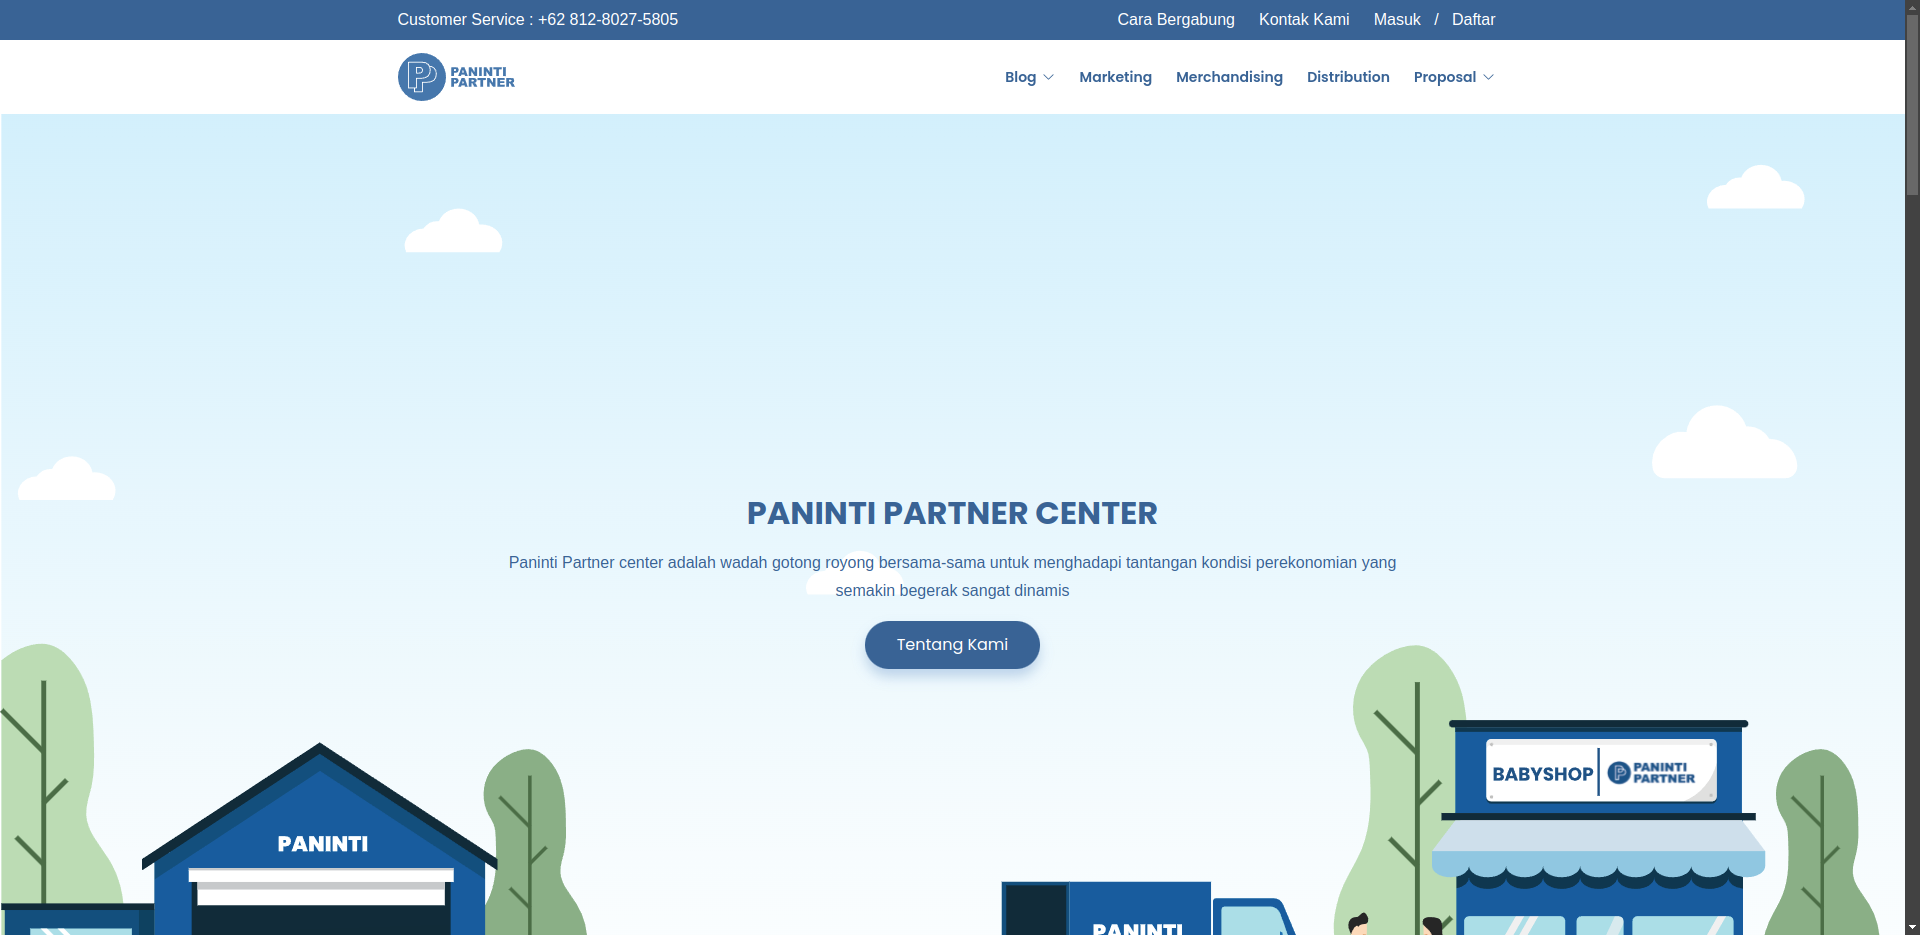 Customer Service : +62 812-8027-5805
Cara Bergabung Kontak Kami Masuk / Daftar
PANINTI
PARTNER
Blog Marketing Merchandising Distribution Proposal
PANINTI PARTNER CENTER
Paninti Partner center adalah wadah gotong royong bersama-sama untuk menghadapi tantangan kondisi perekonomian yang
semakin begerak sangat dinamis
Tentang Kami
BABYSHOP
PANINTI
PARTNER
PANINTI
PANINTI